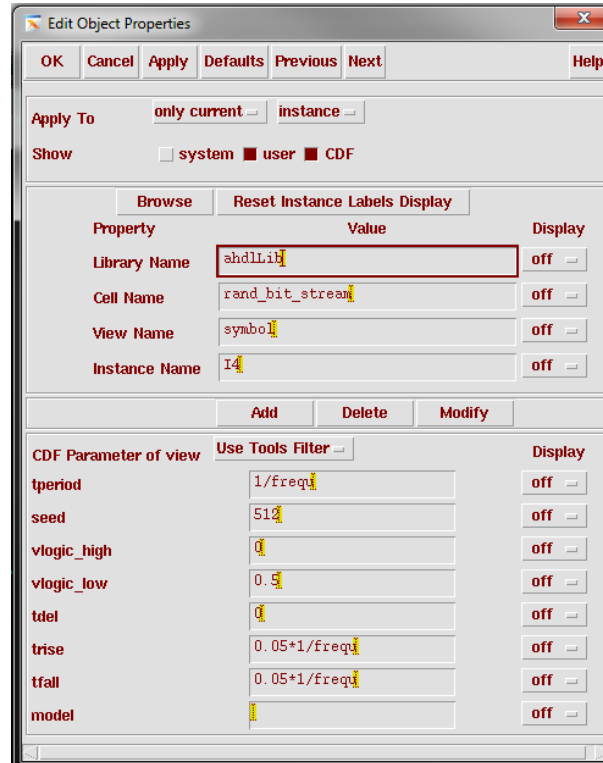 Edit Object Properties
OK Cancel Apply Defaults Previous Next Help
Apply To only current instance
Show system user CDF
Browse Reset Instance Labels Display
Property Value Display
Library Name ahdlLib off
Cell Name rand_bit_stream off
View Name symbol off
Instance Name I4 off
Add Delete Modify
CDF Parameter of view Use Tools Filter Display
tperiod 1/frequ off
seed 512 off
vlogic_high 0 off
vlogic_low 0.5 off
tdel 0 off
trise 0.05*1/frequ off
tfall 0.05*1/frequ off
model off